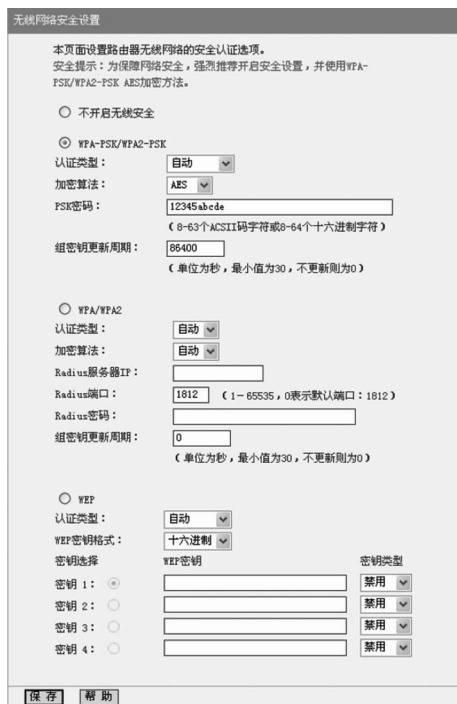 无线网络安全设置
本页面设置路由器无线网络的安全认证选项。
安全提示：为保障网络安全，强烈推荐开启安全设置，并使用WPA-
PSK/WPA2-PSK AES加密方法。
不开启无线安全
WPA-PSK/WPA2-PSK
认证类型： 自动
加密算法： AES
PSK密码： 12345abcde
（8-63个ACSII码字符或8-64个十六进制字符）
组密钥更新周期： 86400
（单位为秒，最小值为30，不更新则为0）
WPA/WPA2
认证类型： 自动
加密算法： 自动
Radius服务器IP：
Radius端口： 1812 （1-65535，0表示默认端口：1812）
Radius密码：
组密钥更新周期： 0
（单位为秒，最小值为30，不更新则为0）
WEP
认证类型： 自动
WEP密钥格式： 十六进制
密钥选择 WEP密钥 密钥类型
密钥 1： 禁用
密钥 2： 禁用
密钥 3： 禁用
密钥 4： 禁用
保 存 帮 助